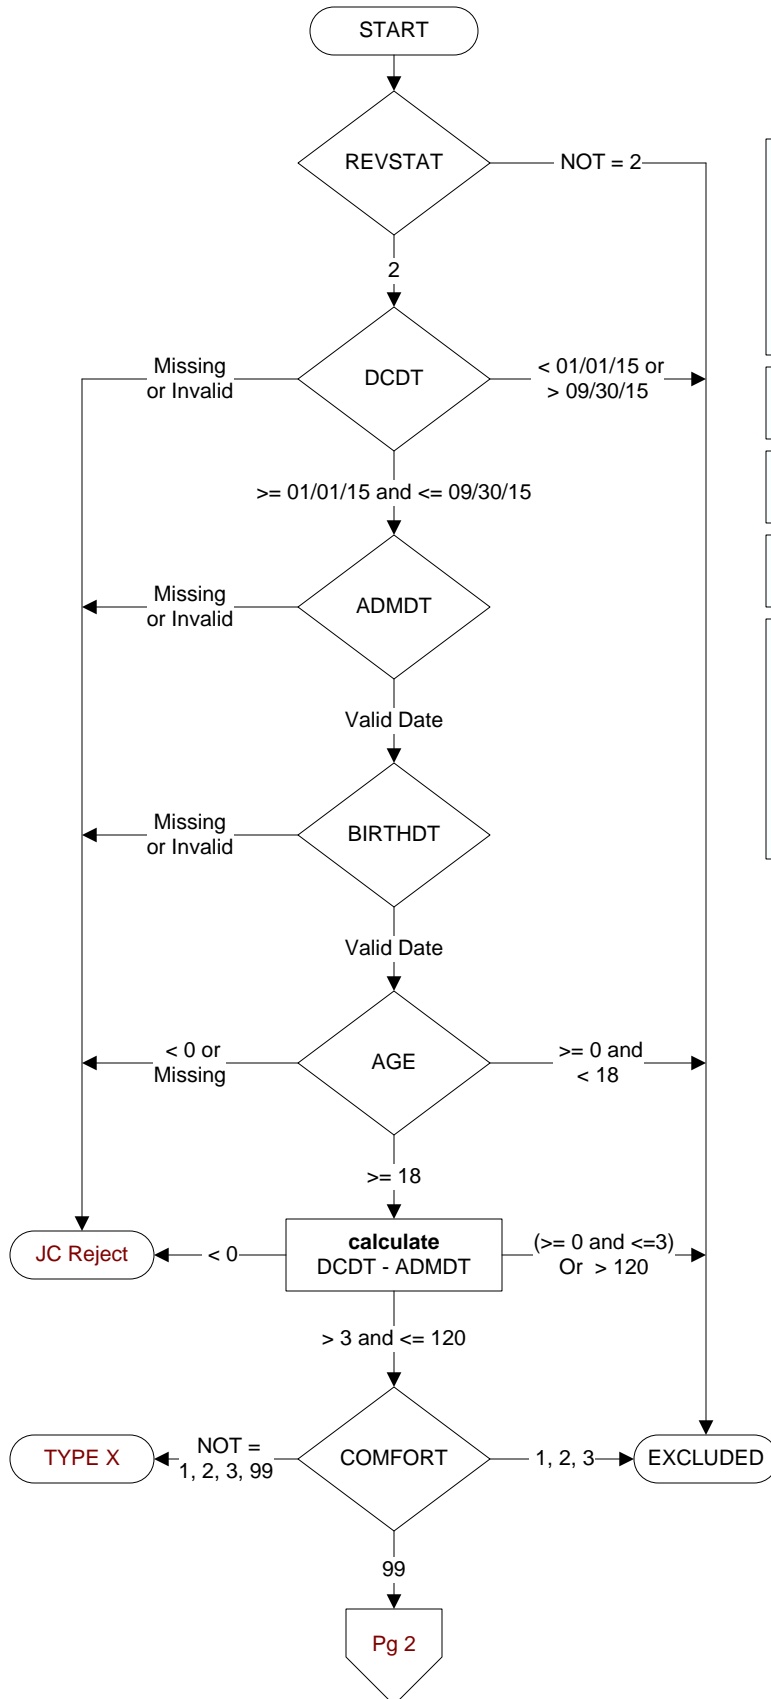 START
REVSTAT
NOT = 2
2
Missing
or Invalid
DCDT
< 01/01/15 or
> 09/30/15
>= 01/01/15 and <= 09/30/15
Missing
or Invalid
ADMDT
Valid Date
Missing
or Invalid
BIRTHDT
Valid Date
< 0 or
Missing
AGE
>= 0 and
< 18
>= 18
JC Reject
< 0
calculate
DCDT - ADMDT
(>= 0 and <=3)
Or > 120
> 3 and <= 120
TYPE X
NOT =
1, 2, 3, 99
COMFORT
1, 2, 3
EXCLUDED
99
Pg 2